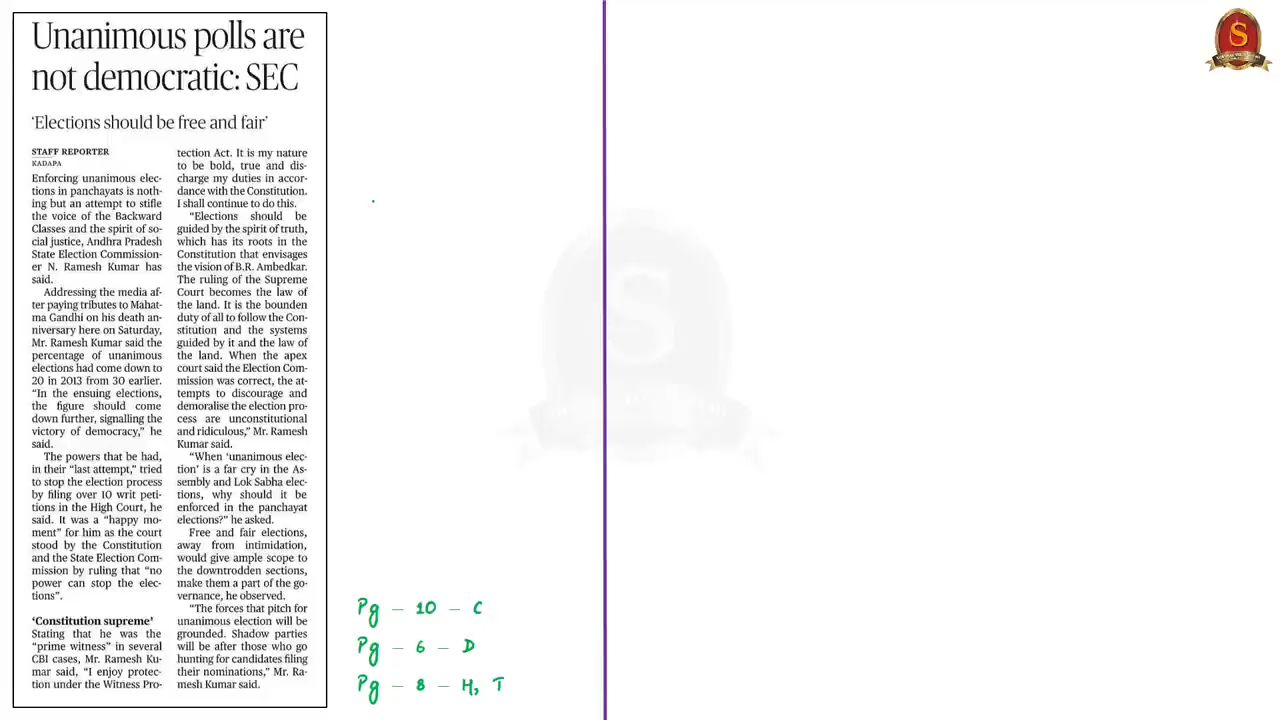 Unanimous polls are
not democratic: SEC
‘Elections should be free and fair’
STAFF REPORTER
KADAPA
Enforcing unanimous elec-
tions in panchayats is noth-
ing but an attempt to stifle
the voice of the Backward
Classes and the spirit of so-
cial justice, Andhra Pradesh
State Election Commission-
er N. Ramesh Kumar has
said.
Addressing the media af-
ter paying tributes to Mahat-
ma Gandhi on his death an-
niversary here on Saturday,
Mr. Ramesh Kumar said the
percentage of unanimous
elections had come down to
20 in 2013 from 30 earlier.
“In the ensuing elections,
the figure should come
down further, signalling the
victory of democracy,” he
said.
The powers that be had,
in their “last attempt,” tried
to stop the election process
by filing over 10 writ peti-
tions in the High Court, he
said. It was a “happy mo-
ment” for him as the court
stood by the Constitution
and the State Election Com-
mission by ruling that “no
power can stop the elec-
tions”.
‘Constitution supreme’
Stating that he was the
“prime witness” in several
CBI cases, Mr. Ramesh Ku-
mar said, “I enjoy protec-
tion under the Witness Pro-
tection Act. It is my nature
to be bold, true and dis-
charge my duties in accor-
dance with the Constitution.
I shall continue to do this.
“Elections should be
guided by the spirit of truth,
which has its roots in the
Constitution that envisages
the vision of B.R. Ambedkar.
The ruling of the Supreme
Court becomes the law of
the land. It is the bounden
duty of all to follow the Con-
stitution and the systems
guided by it and the law of
the land. When the apex
court said the Election Com-
mission was correct, the at-
tempts to discourage and
demoralise the election pro-
cess are unconstitutional
and ridiculous,” Mr. Ramesh
Kumar said.
“When ‘unanimous elec-
tion’ is a far cry in the As-
sembly and Lok Sabha elec-
tions, why should it be
enforced in the panchayat
elections?” he asked.
Free and fair elections,
away from intimidation,
would give ample scope to
the downtrodden sections,
make them a part of the go-
vernance, he observed.
“The forces that pitch for
unanimous election will be
grounded. Shadow parties
will be after those who go
hunting for candidates filing
their nominations,” Mr. Ra-
mesh Kumar said.
Pg – 10 – C
Pg – 6 – D
Pg – 8 – H, T
S
S